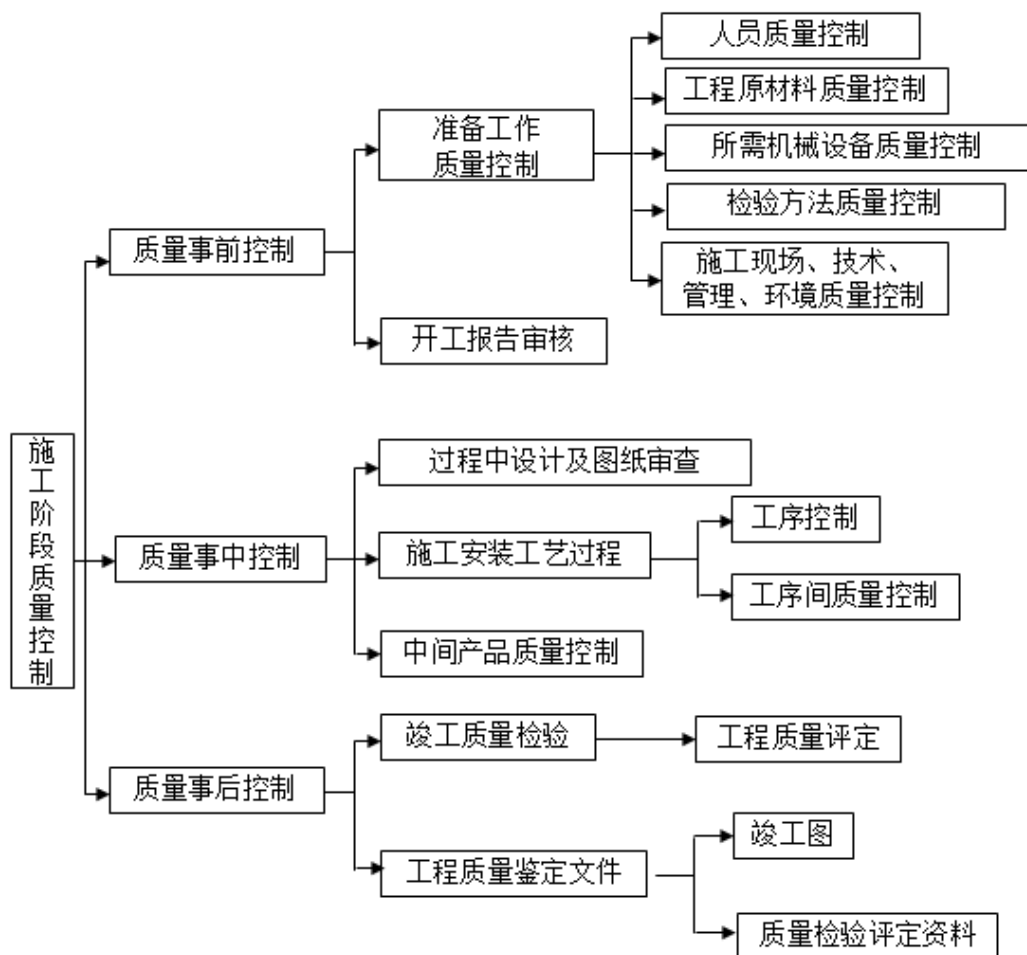 人员质量控制
工程原材料质量控制
准备工作
质量控制
所需机械设备质量控制
检验方法质量控制
质量事前控制
施工现场、技术、
管理、环境质量控制
开工报告审核
施工阶段质量控制
过程中设计及图纸审查
工序控制
质量事中控制
施工安装工艺过程
工序间质量控制
中间产品质量控制
竣工质量检验
工程质量评定
质量事后控制
竣工图
工程质量鉴定文件
质量检验评定资料